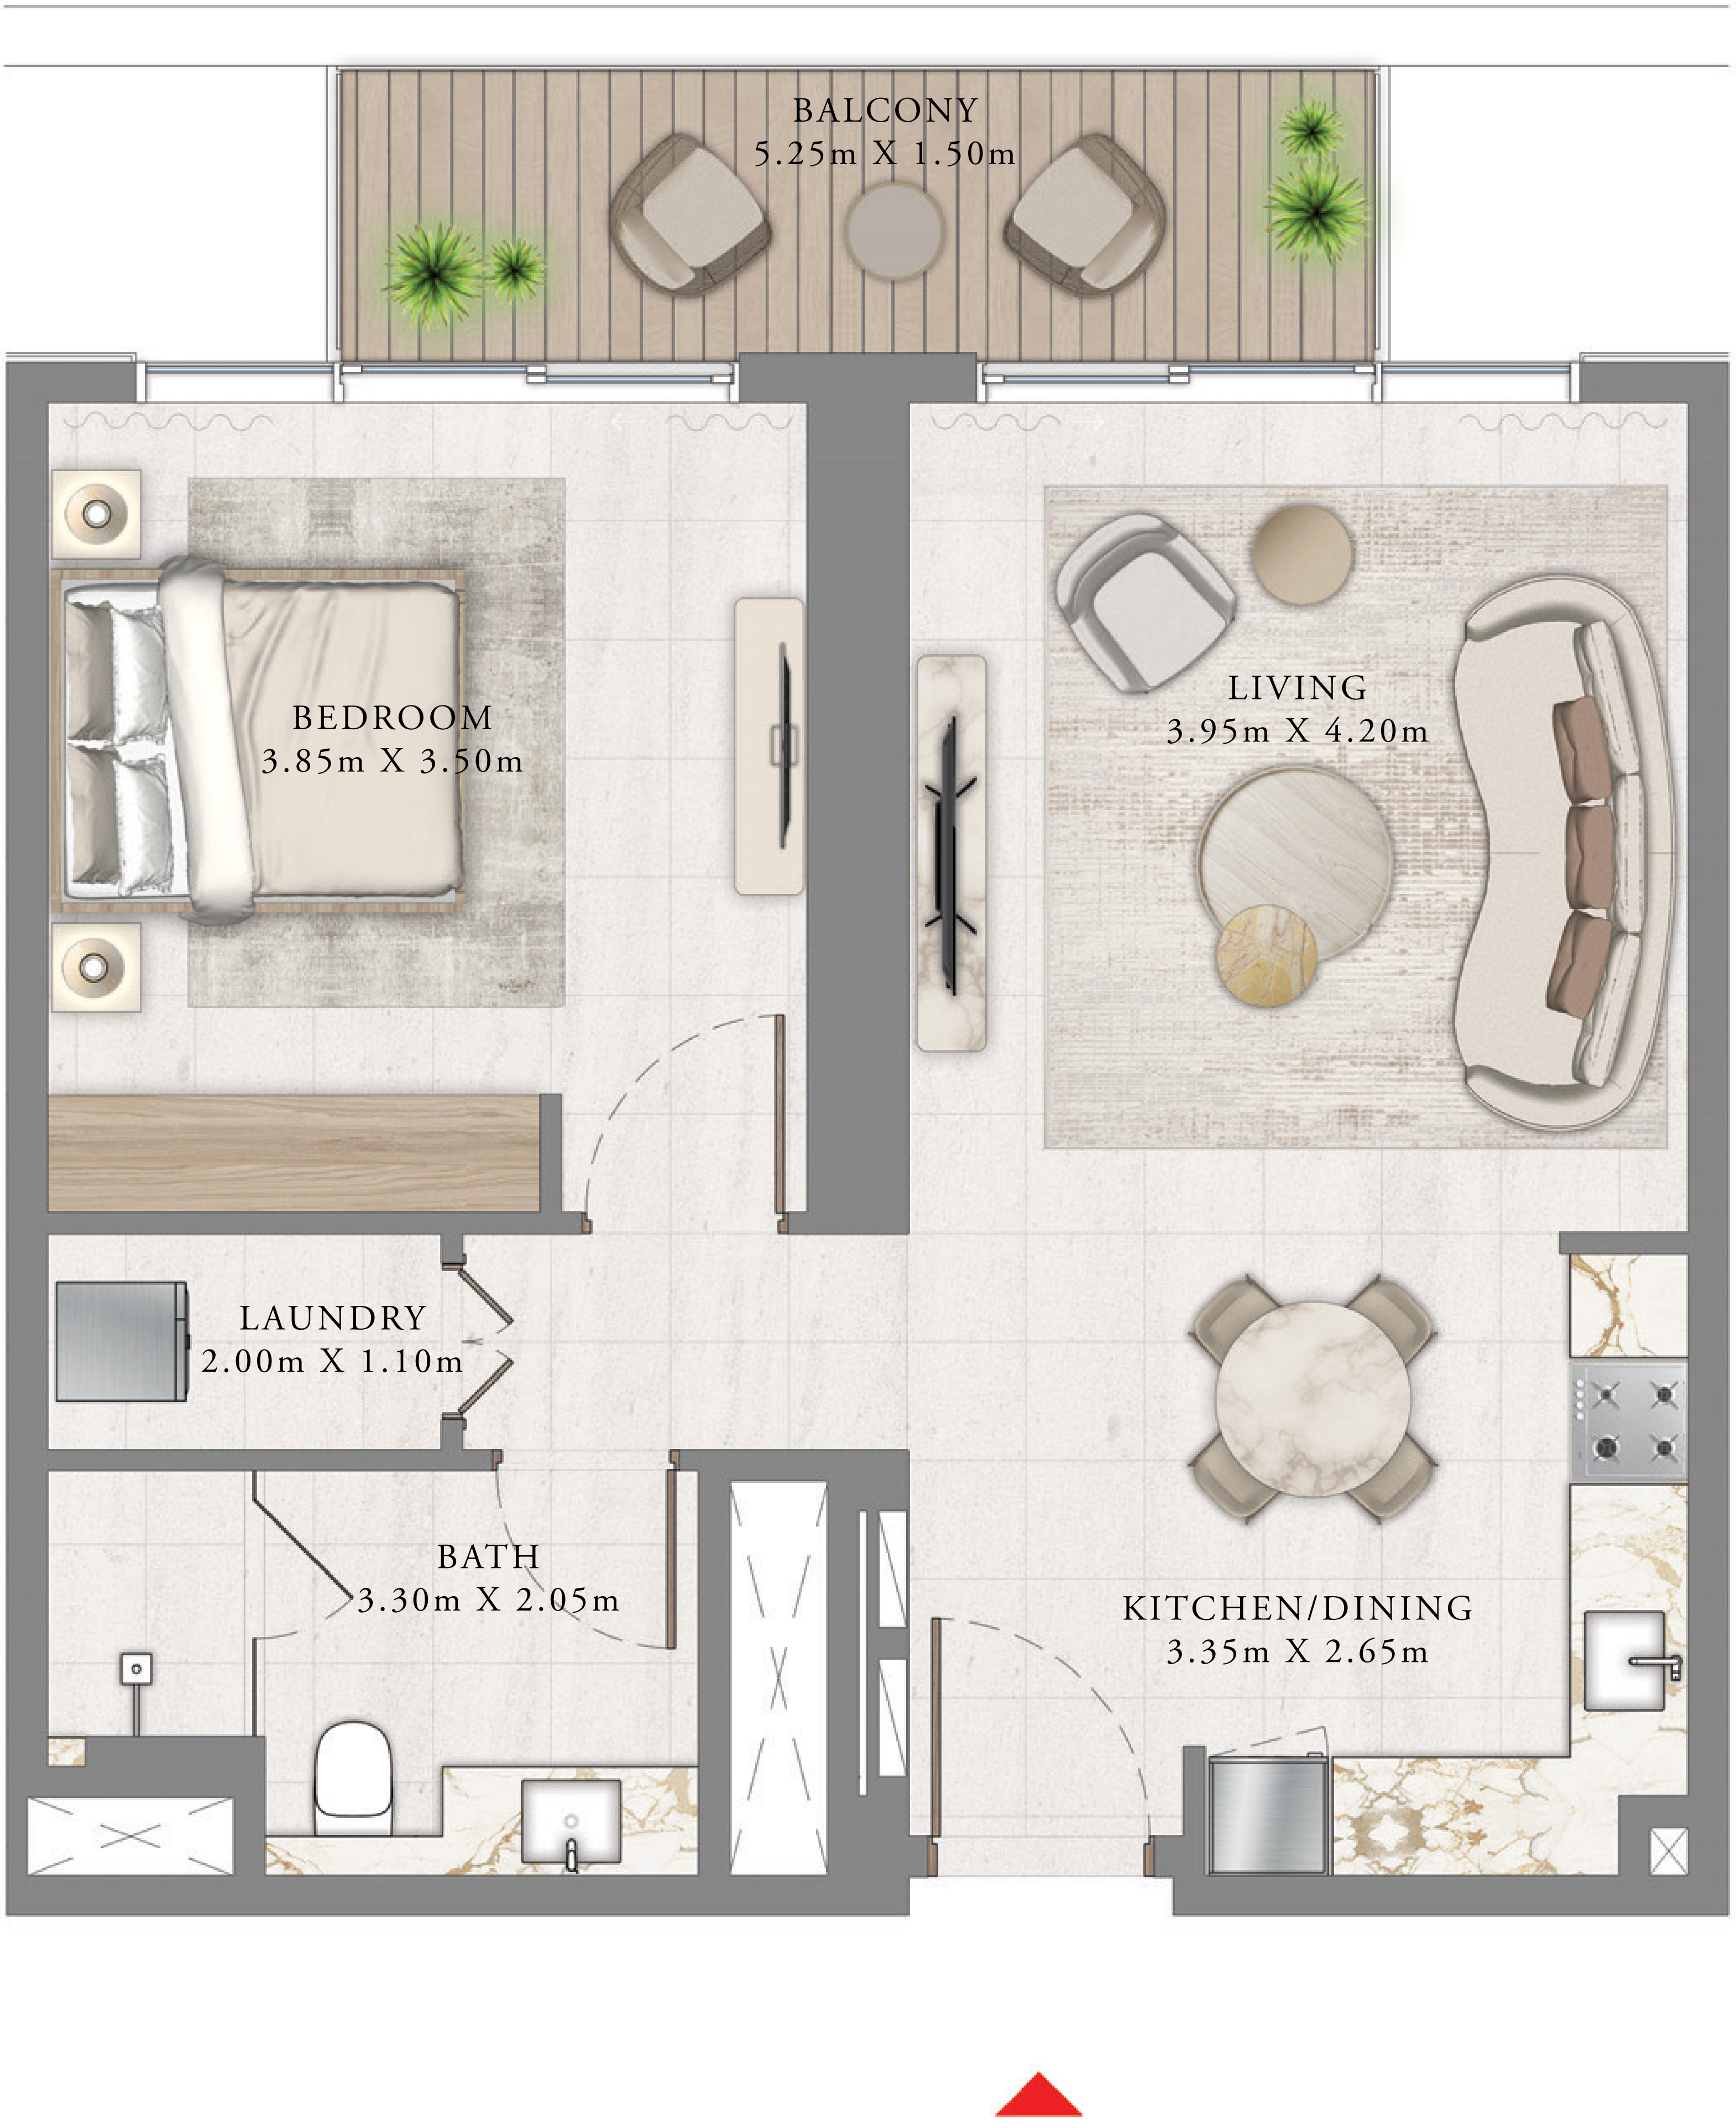 BALCONY
5.25m X 1.50m
BEDROOM
3.85m X 3.50m
LIVING
3.95m X 4.20m
LAUNDRY
2.00m X 1.10m
BATH
3.30m X 2.05m
KITCHEN/DINING
3.35m X 2.65m